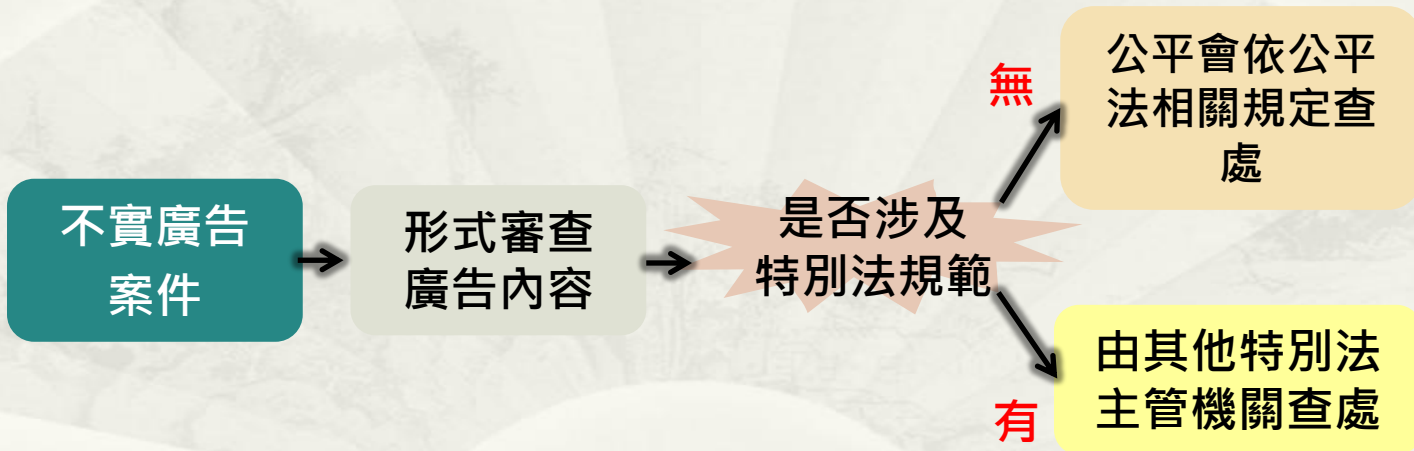 不實廣告
案件
形式審查
廣告內容
是否涉及
特別法規範
無
公平會依公平
法相關規定查
處
有
由其他特別法
主管機關查處